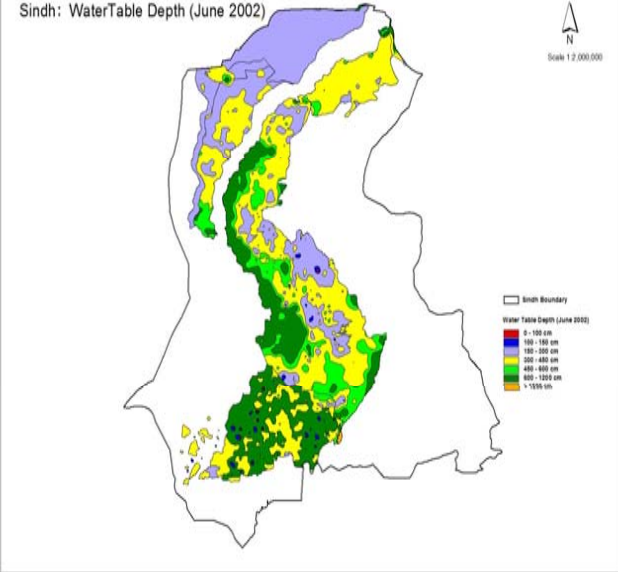 Sindh: WaterTable Depth (June 2002)
N
Scale 1:2,000,000
Sindh Boundary
Water Table Depth (June 2002)
0 - 100 cm
100 - 150 cm
150 - 300 cm
300 - 450 cm
450 - 600 cm
600 - 1200 cm